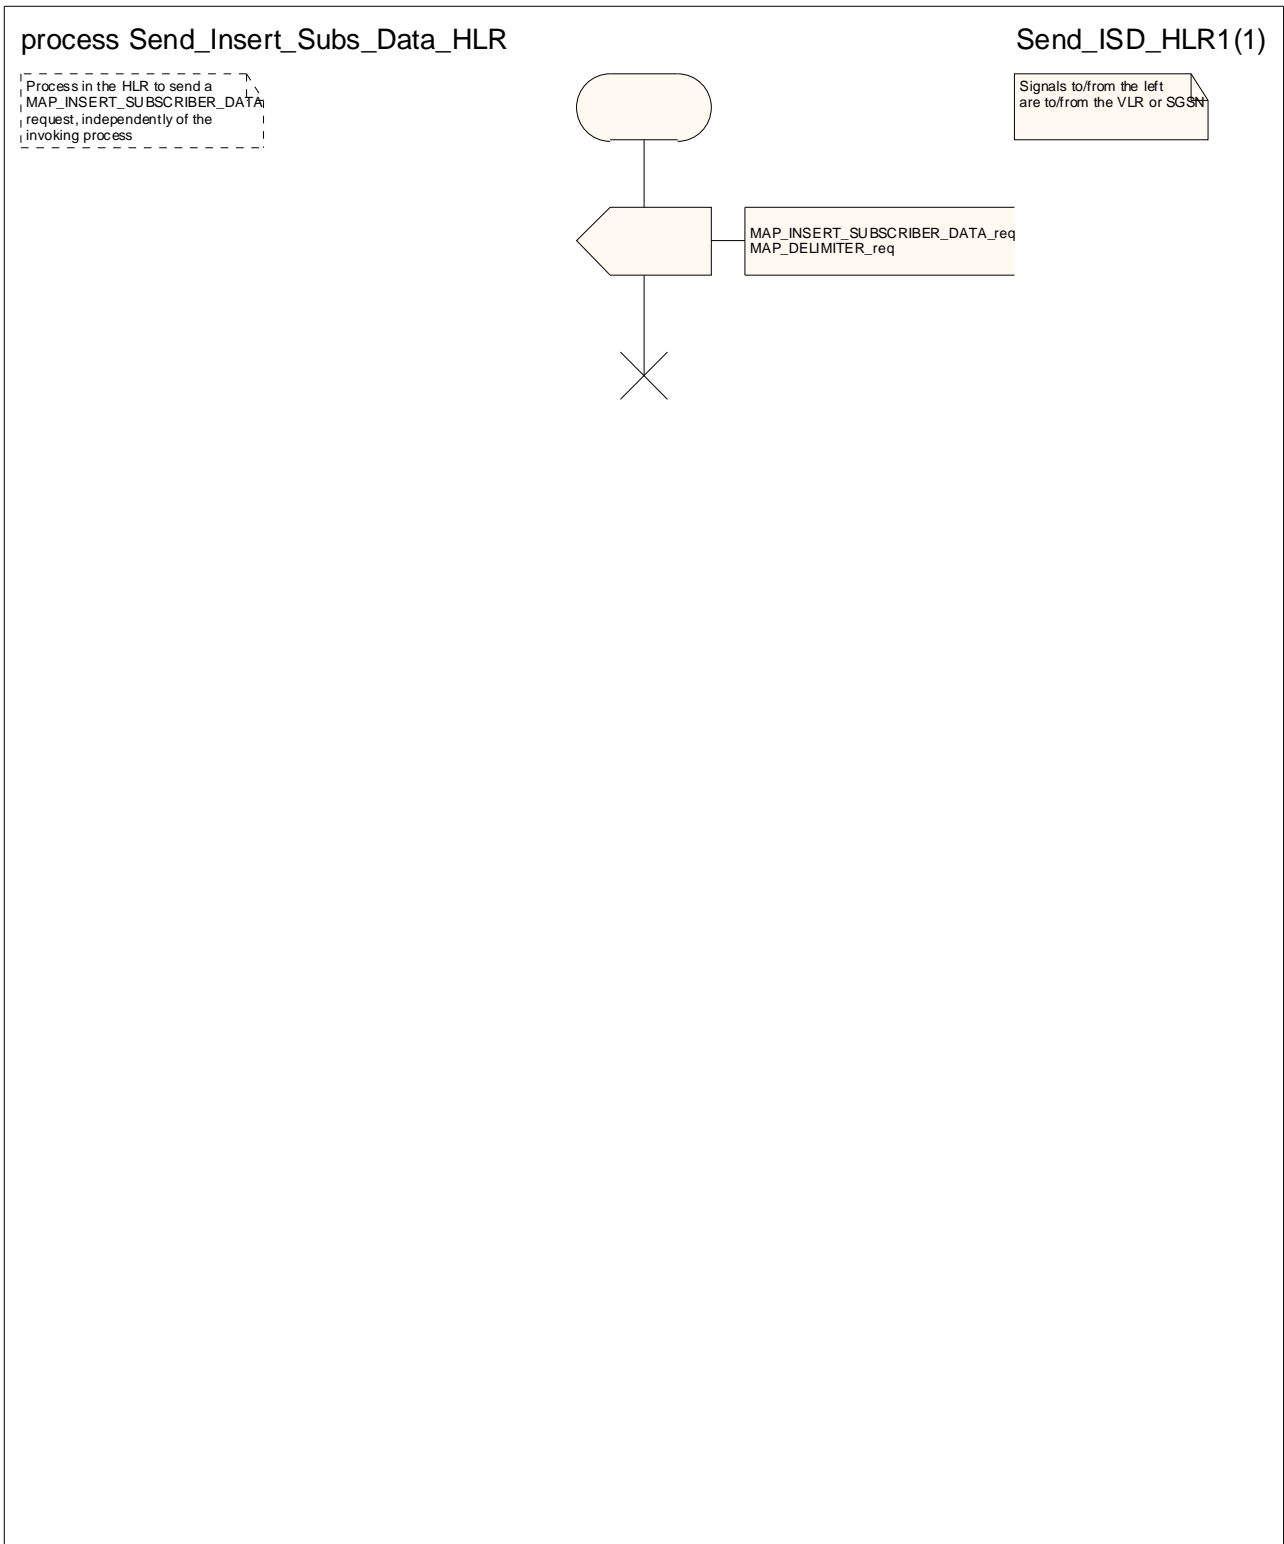 process Send_Insert_Subs_Data_HLR
Send_ISD_HLR1(1)
Process in the HLR to send a
MAP_INSERT_SUBSCRIBER_DATA
request, independently of the
invoking process
Signals to/from the left
are to/from the VLR or SGSN
MAP_INSERT_SUBSCRIBER_DATA_req
MAP_DELIMITER_req